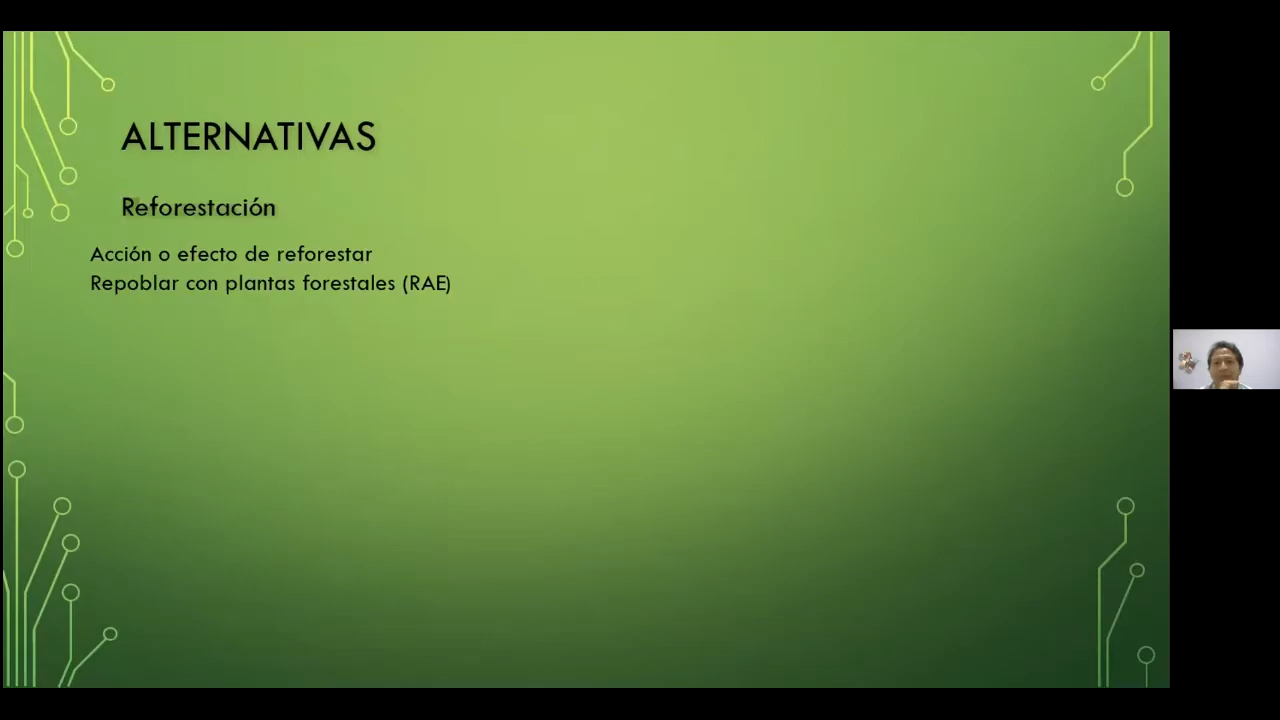 ALTERNATIVAS
Reforestación
Acción o efecto de reforestar
Repoblar con plantas forestales (RAE)